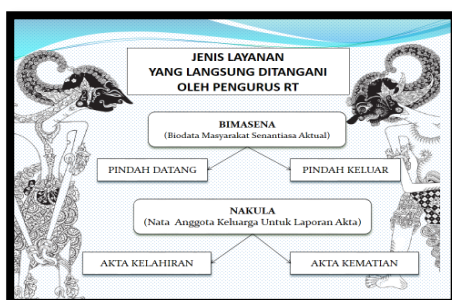 JENIS LAYANAN
YANG LANGSUNG DITANGANI
OLEH PENGURUS RT
BIMASENA
(Biodata Masyarakat Senantiasa Aktual)
PINDAH DATANG
PINDAH KELUAR
NAKULA
(Nata Anggota Keluarga Untuk Laporan Akta)
AKTA KELAHIRAN
AKTA KEMATIAN